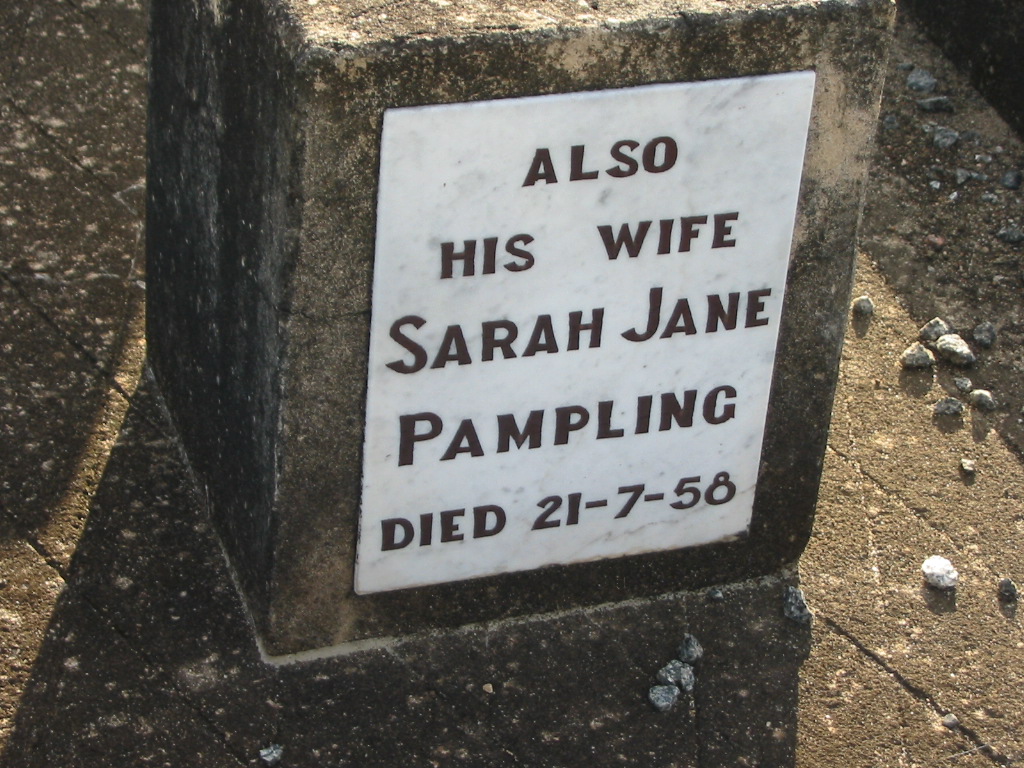 ALSO
HIS WIFE
SARAH JANE
PAMPLING
DIED 21-7-58